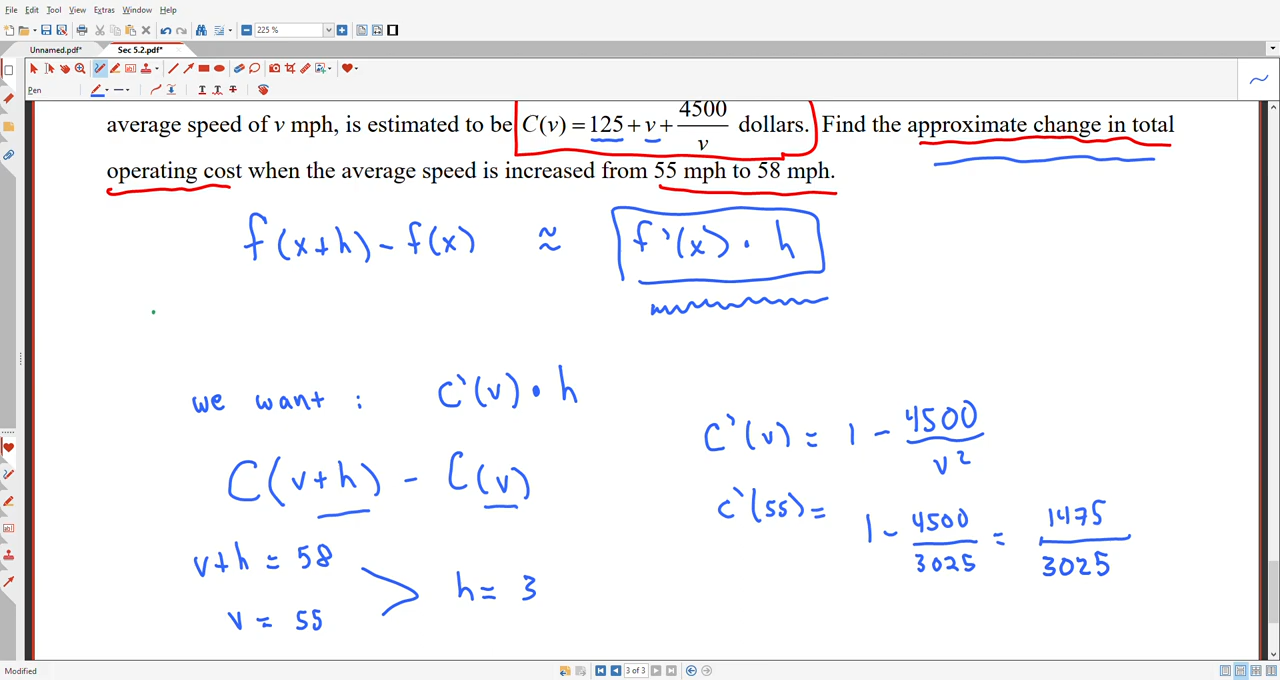 File Edit Tool View Extras Window Help
225 %
Unnamed.pdf* Sec 5.2.pdf*
Pen
average speed of v mph, is estimated to be C(v) = 125 + v + 4500/v dollars. Find the approximate change in total
operating cost when the average speed is increased from 55 mph to 58 mph.
f(x+h) - f(x) ≈ f'(x) · h
we want : C'(v) · h
C'(v) = 1 - 4500/v²
C(v+h) - C(v)
C'(55) = 1 - 4500/3025 = 1475/3025
v+h = 58
h = 3
v = 55
Modified
3 of 3